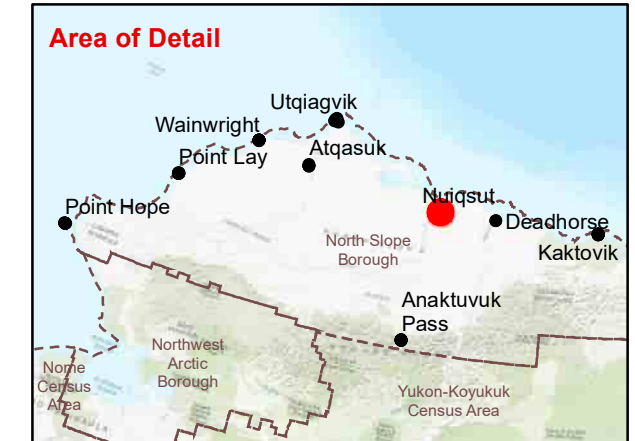 Area of Detail
Utqiagvik
Wainwright
Atqasuk
Point Lay
Nuiqsut
Point Hope
Deadhorse
North Slope
Borough
Kaktovik
Anaktuvuk
Pass
Northwest
Arctic
Borough
Nome
Census
Area
Yukon-Koyukuk
Census Area